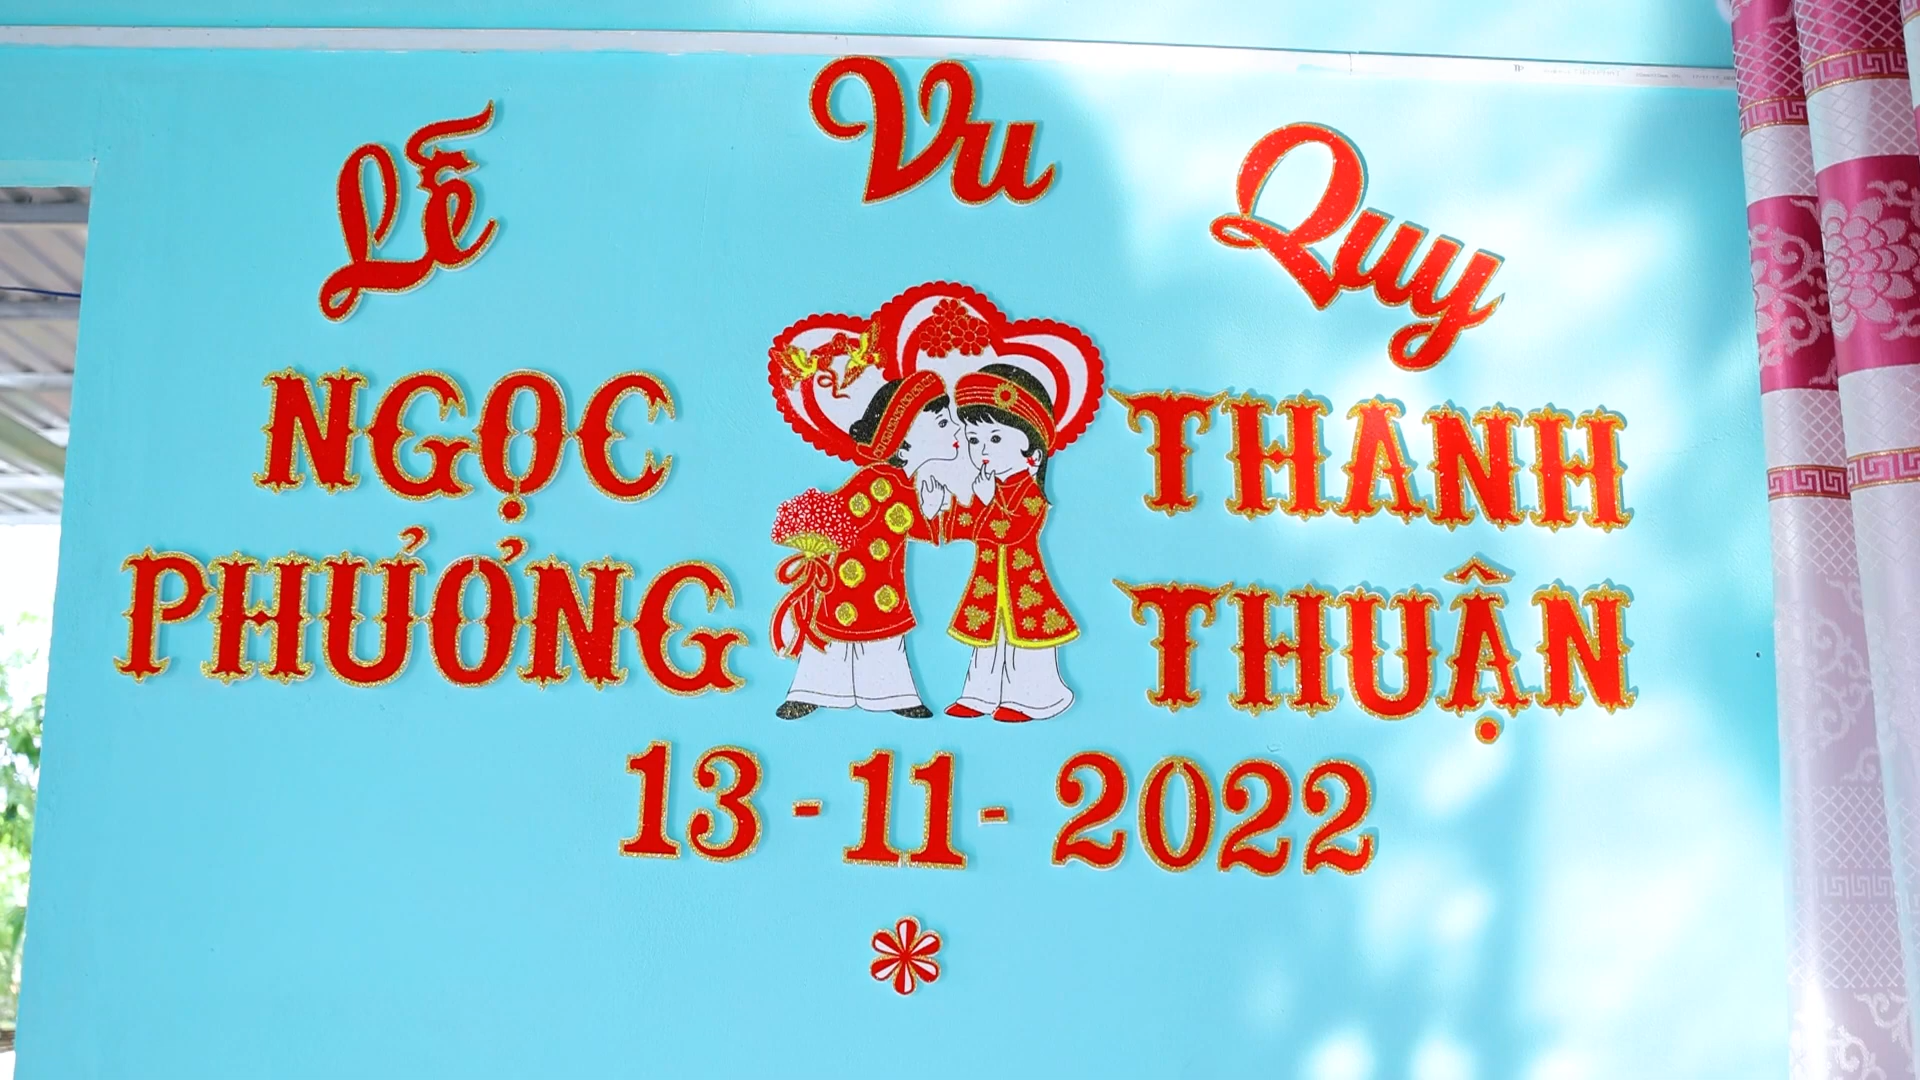 Lễ Vu Quy
NGỌC THANH
PHƯỢNG THUẬN
13-11-2022